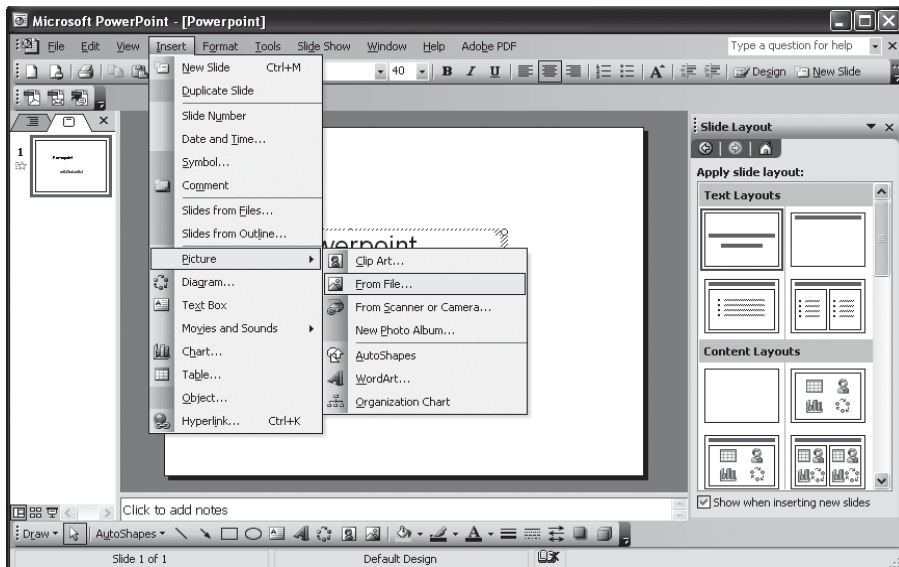 Microsoft PowerPoint - [Powerpoint]
File Edit View Insert Format Tools Slide Show Window Help Adobe PDF Type a question for help
40 B I U A Design New Slide
New Slide Ctrl+M
Duplicate Slide
Slide Number
Date and Time...
Symbol...
Comment
Slides from Files...
Slides from Outline...
Picture
Diagram...
Text Box
Movies and Sounds
Chart...
Table...
Object...
Hyperlink... Ctrl+K
Clip Art...
From File...
From Scanner or Camera...
New Photo Album...
AutoShapes
WordArt...
Organization Chart
1
werpoint
Slide Layout
Apply slide layout:
Text Layouts
Content Layouts
Show when inserting new slides
Click to add notes
Draw AutoShapes A
Slide 1 of 1 Default Design